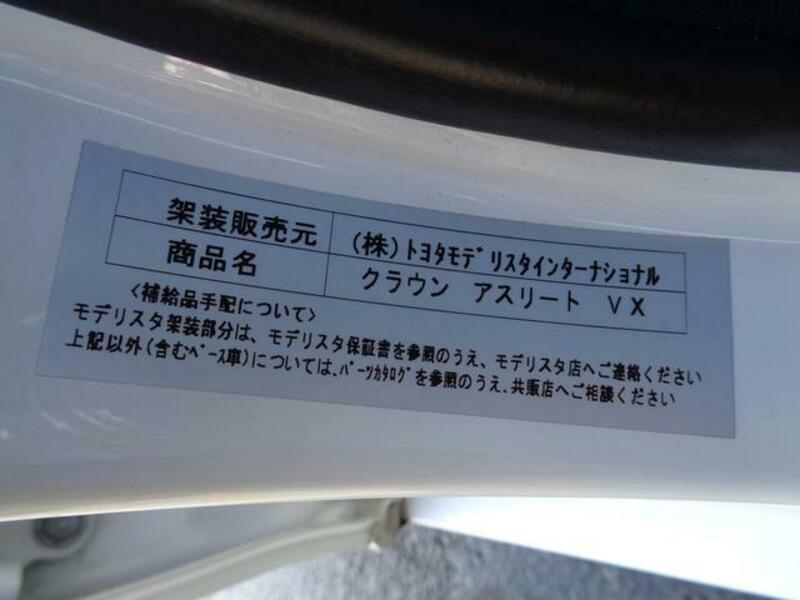 架装販売元 (株)ﾄﾖﾀﾓﾃﾞﾘｽﾀｲﾝﾀｰﾅｼｮﾅﾙ
商品名 クラウン アスリート VX
<補給品手配について>
モデリスタ架装部分は、モデリスタ保証書を参照のうえ、モデリスタ店へご連絡ください
上記以外(含むﾍﾞｰｽ車)については、ﾊﾟｰﾂｶﾀﾛｸﾞを参照のうえ、共販店へご相談ください